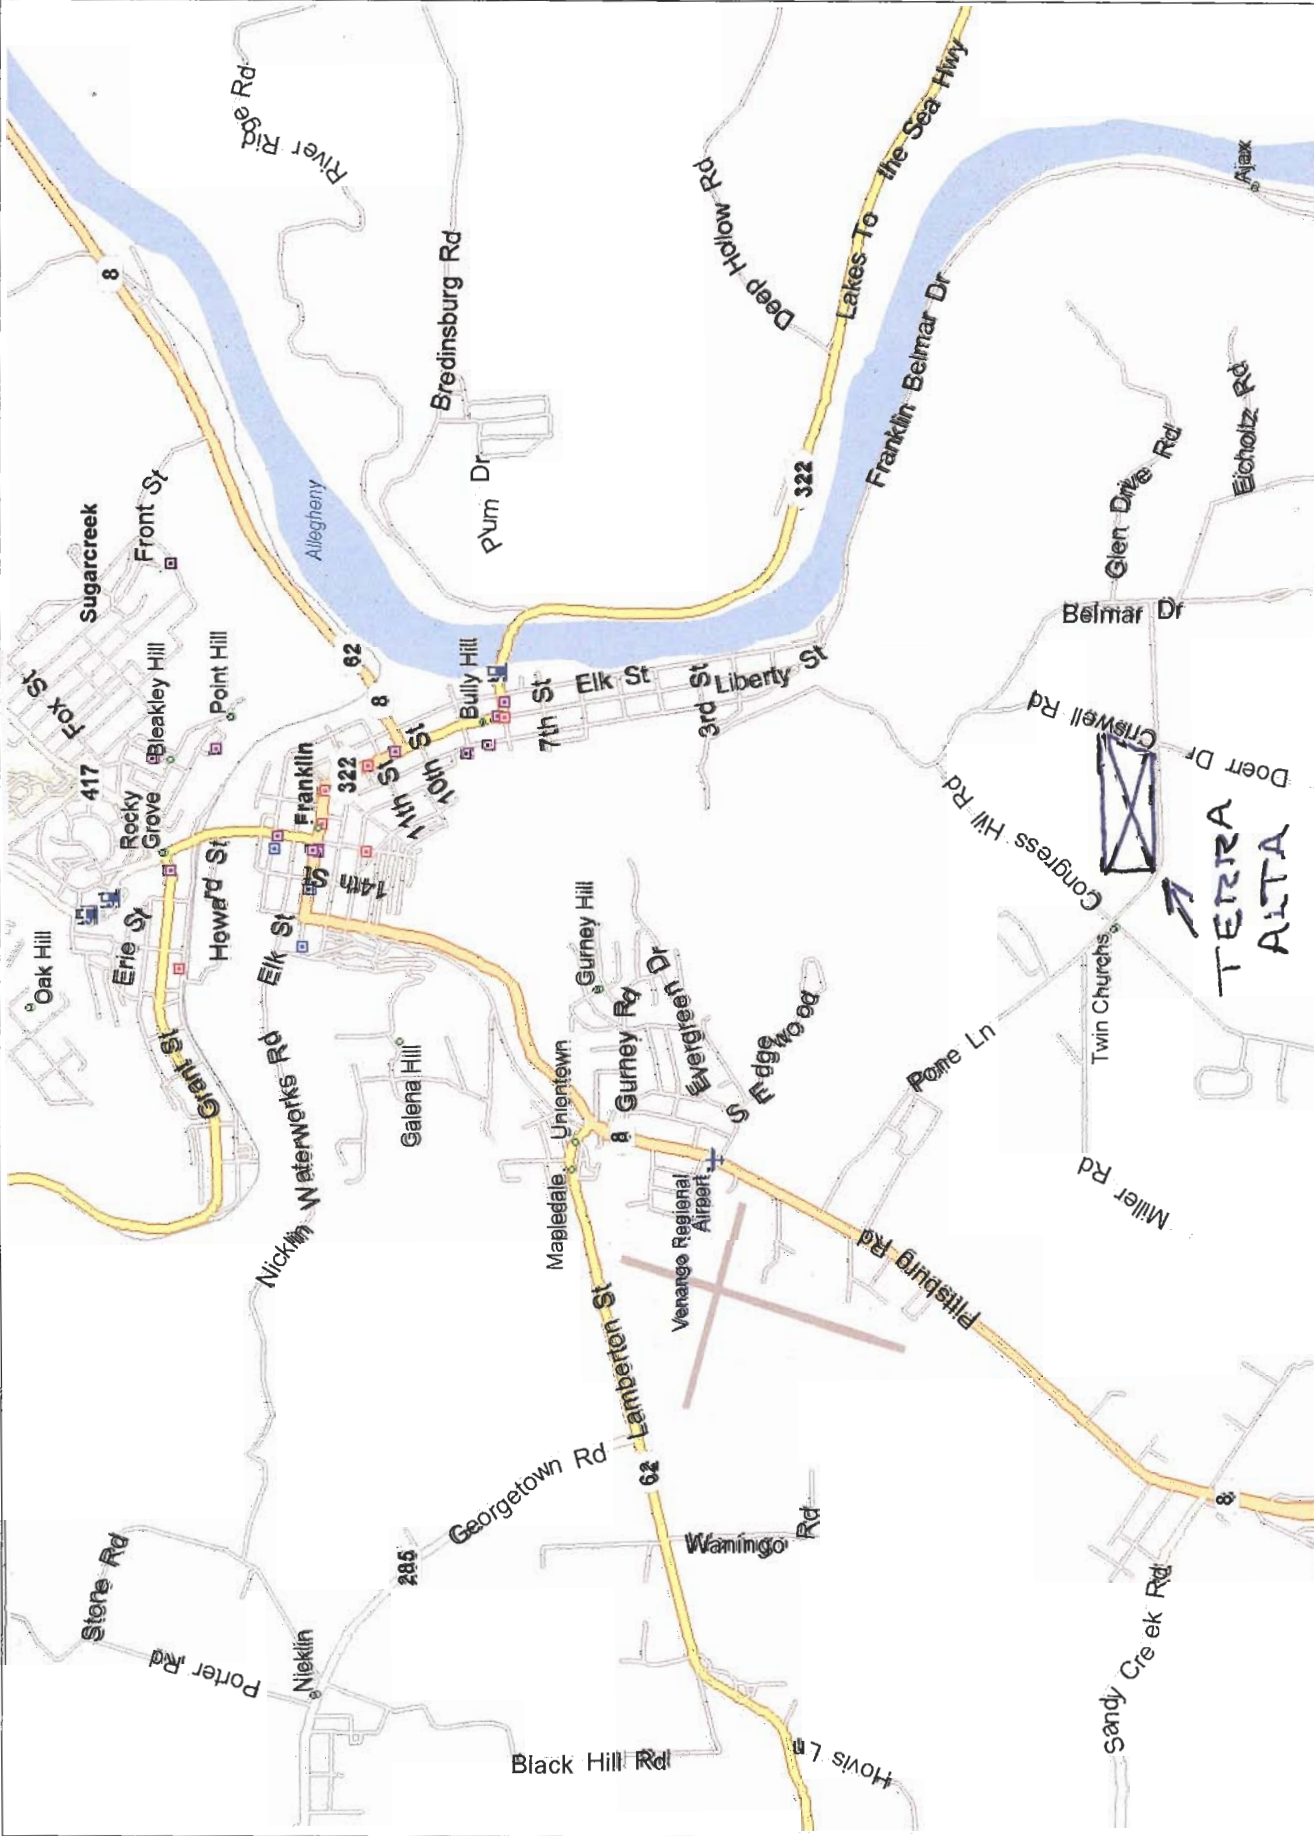 Oak Hill
Erie St
Grant St
Howard St
Elk St
Rocky
Grove
417
Fox St
Bleakley Hill
Point Hill
Sugarcreek
Front St
8
62
8
Franklin
322
11th St
10th St.
14th
S
Bully Hill
7th St
Elk St
3rd St
Liberty St
Allegheny
River Ridge Rd
Bredinsburg Rd
Plum Dr
Deep Hollow Rd
Lakes To the Sea Hwy
322
Franklin Belmar Dr
Ajax
Glen Drive Rd
Eicholtz Rd
Belmar Dr
Criswell Rd
Doerr Dr
Congress Hill Rd
TERRA
ALTA
Twin Churchs
Pone Ln
Miller Rd
Gurney Hill
Gurney Rd
Evergreen Dr
S Edgewood
Galena Hill
Nicklin Waterworks Rd
Uniontown
Mapledale
8
Venango Regional
Airport
Pittsburg Rd
Lamberton St
62
Georgetown Rd
285
Waningo Rd
Stone Rd
Porter Rd
Nicklin
Black Hill Rd
Hovis Ln
Sandy Creek Rd
8